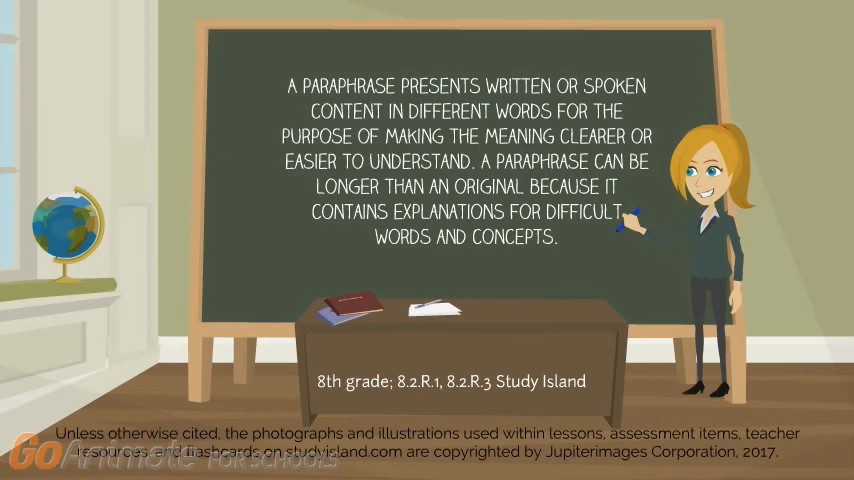 A PARAPHRASE PRESENTS WRITTEN OR SPOKEN
CONTENT IN DIFFERENT WORDS FOR THE
PURPOSE OF MAKING THE MEANING CLEARER OR
EASIER TO UNDERSTAND. A PARAPHRASE CAN BE
LONGER THAN AN ORIGINAL BECAUSE IT
CONTAINS EXPLANATIONS FOR DIFFICULT
WORDS AND CONCEPTS.
8th grade; 8.2.R.1, 8.2.R.3 Study Island
Unless otherwise cited, the photographs and illustrations used within lessons, assessment items, teacher
resources, and flashcards on studyisland.com are copyrighted by Jupiterimages Corporation, 2017.
GoAnimate FOR SCHOOLS